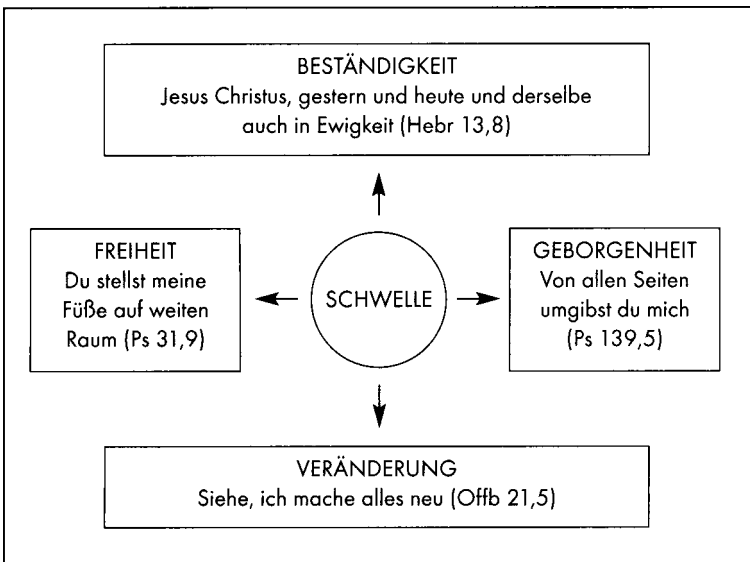 BESTÄNDIGKEIT
Jesus Christus, gestern und heute und derselbe
auch in Ewigkeit (Hebr 13,8)
FREIHEIT
Du stellst meine
Füße auf weiten
Raum (Ps 31,9)
SCHWELLE
GEBORGENHEIT
Von allen Seiten
umgibst du mich
(Ps 139,5)
VERÄNDERUNG
Siehe, ich mache alles neu (Offb 21,5)